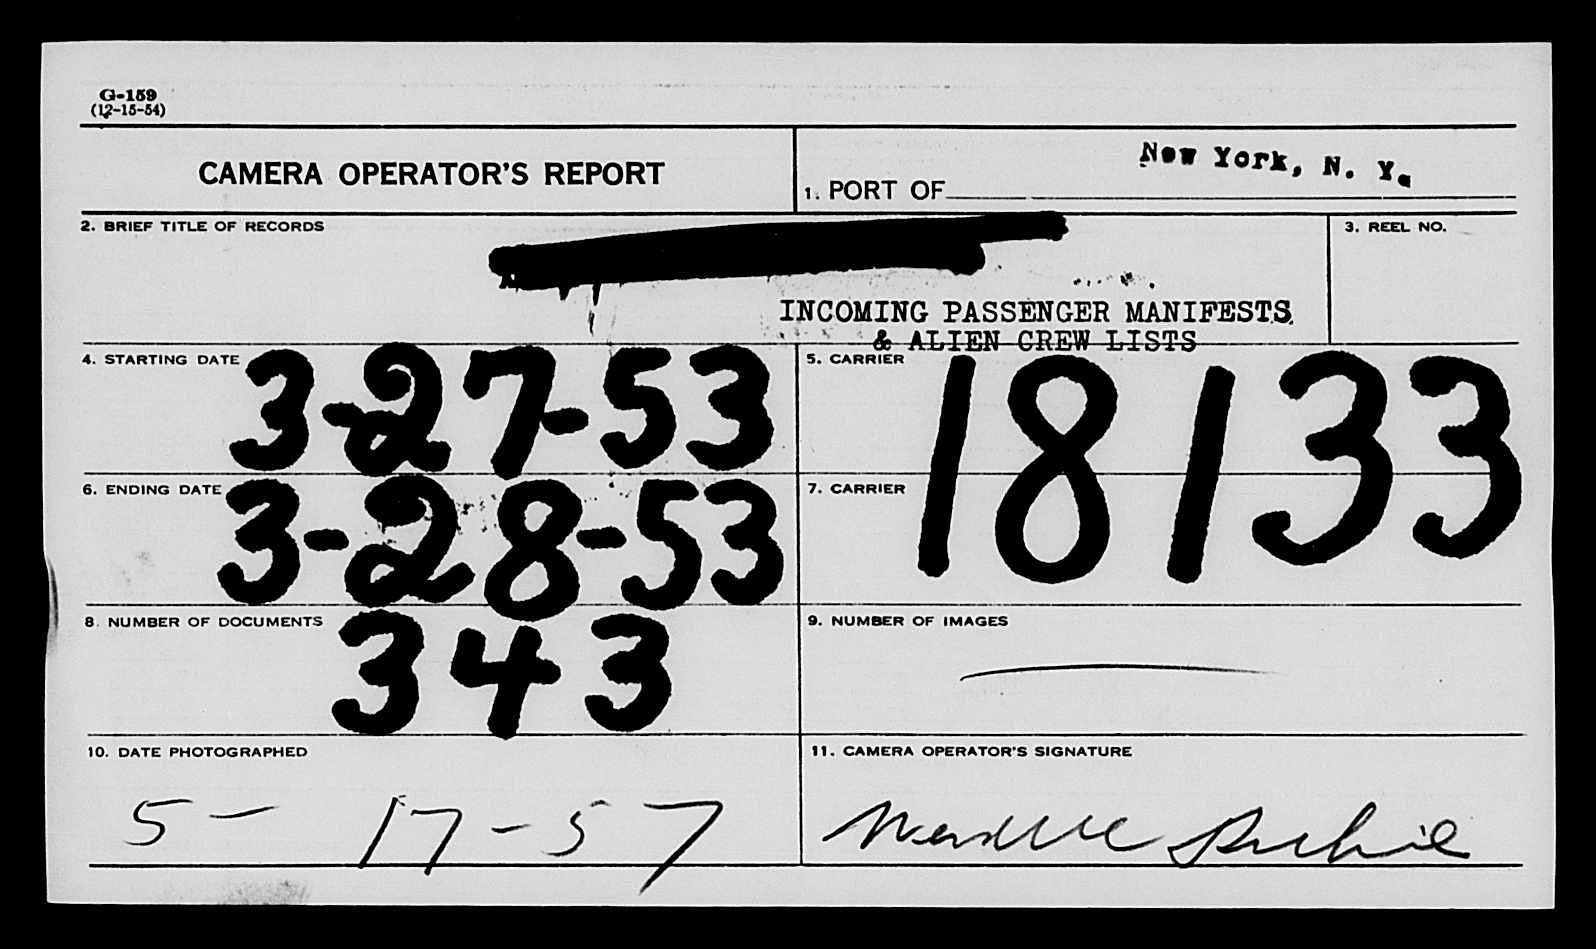 G-159
(12-15-54)
CAMERA OPERATOR'S REPORT
1. PORT OF New York, N. Y.
2. BRIEF TITLE OF RECORDS
3. REEL NO.
INCOMING PASSENGER MANIFESTS
& ALIEN CREW LISTS
4. STARTING DATE 3-27-53
5. CARRIER
18133
6. ENDING DATE 3-28-53
7. CARRIER
8. NUMBER OF DOCUMENTS 343
9. NUMBER OF IMAGES
10. DATE PHOTOGRAPHED
11. CAMERA OPERATOR'S SIGNATURE
5-17-57